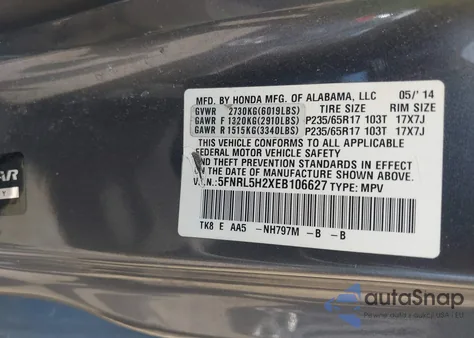 MFD. BY HONDA MFG. OF ALABAMA, LLC 05/'14
GVWR 2730KG(6019LBS) TIRE SIZE RIM SIZE
GAWR F 1320KG(2910LBS) P235/65R17 103T 17X7J
GAWR R 1515KG(3340LBS) P235/65R17 103T 17X7J
THIS VEHICLE CONFORMS TO ALL APPLICABLE
FEDERAL MOTOR VEHICLE SAFETY
AND THEFT PREVENTION STANDARDS IN EFFECT
ON THE DATE OF MANUFACTURE SHOWN ABOVE.
V.I.N.:5FNRL5H2XEB106627 TYPE: MPV
TK8 E AA5 -NH797M -B -B
AR
Y
autaSnap